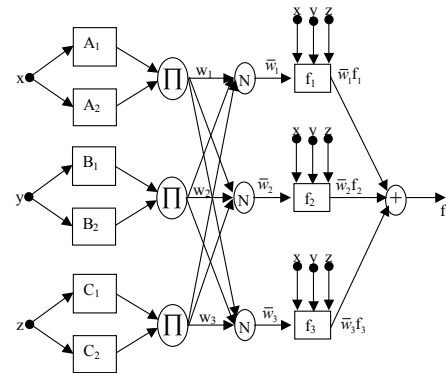 x y z
A₁
x
A₂
∏
w₁
N
w̅₁
f₁
w̅₁f₁
x y z
B₁
y
B₂
∏
w₂
N
w̅₂
f₂
w̅₂f₂
+
f
x y z
C₁
z
C₂
∏
w₃
N
w̅₃
f₃
w̅₃f₃